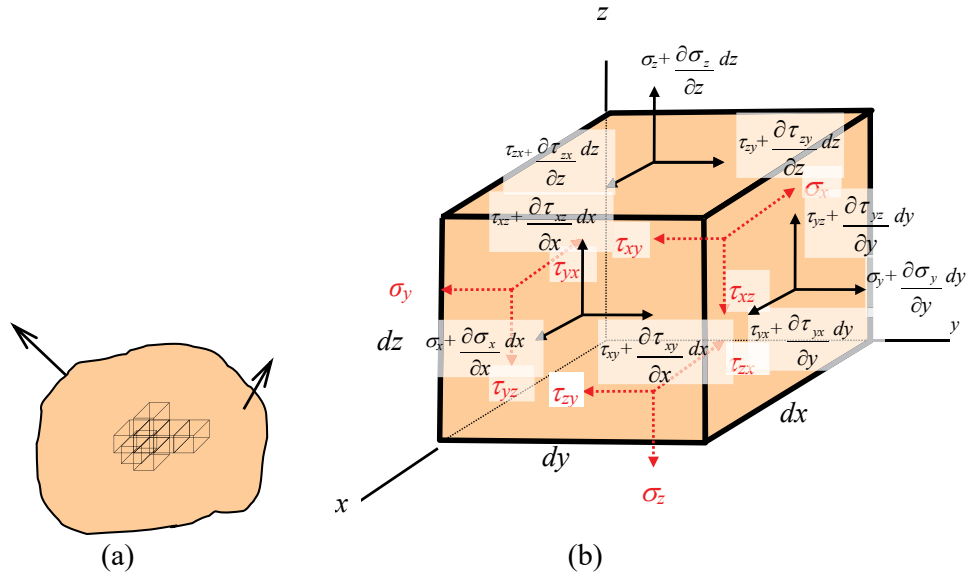 z
σz+ ∂σz/∂z dz
τzx+ ∂τzx/∂z dz
τzy+ ∂τzy/∂z dz
σx
τxz+ ∂τxz/∂x dx
τxy
τyz+ ∂τyz/∂y dy
τyx
σy
τxz
σy+ ∂σy/∂y dy
dz
σx+ ∂σx/∂x dx
τxy+ ∂τxy/∂x dx
τyx+ ∂τyx/∂y dy
y
τyz
τzy
τzx
dx
dy
x
σz
(a)
(b)